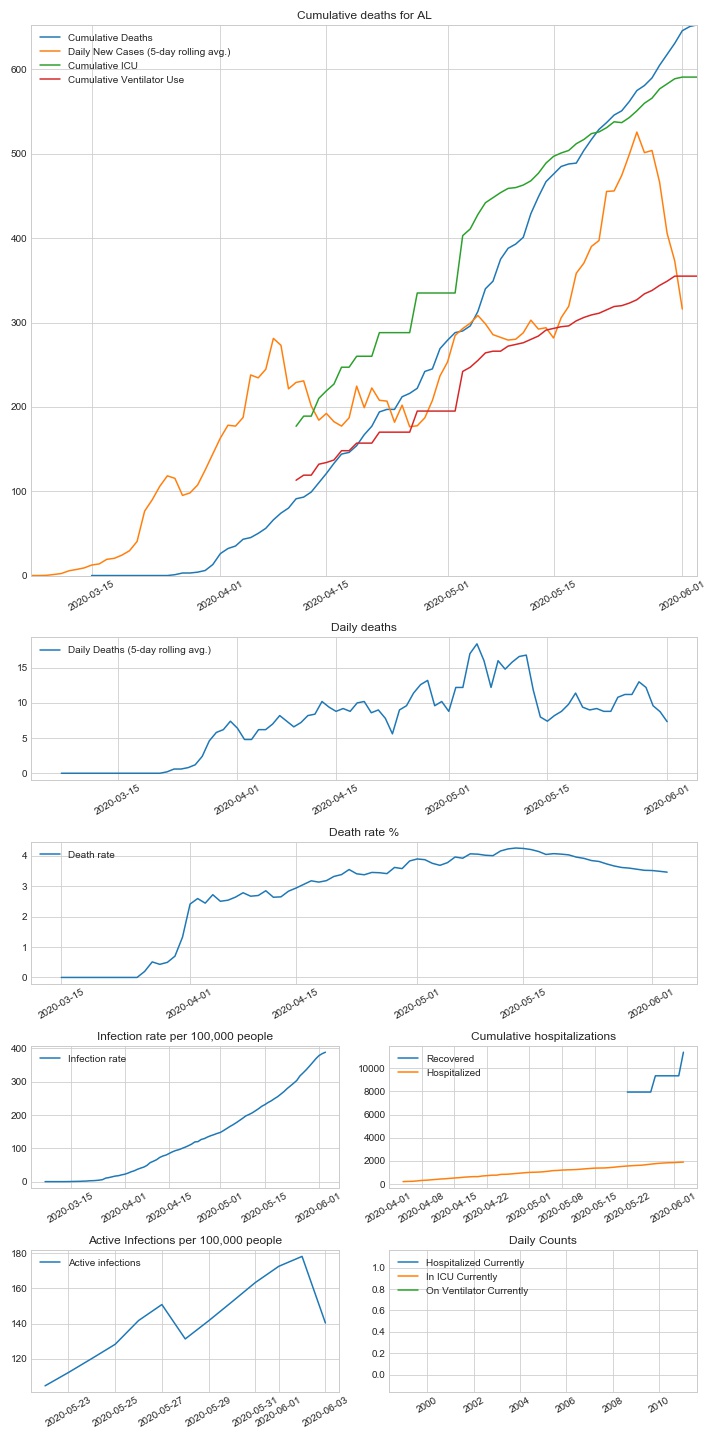 Cumulative deaths for AL
Cumulative Deaths
Daily New Cases (5-day rolling avg.)
Cumulative ICU
Cumulative Ventilator Use
600
500
400
300
200
100
0
2020-03-15 2020-04-01 2020-04-15 2020-05-01 2020-05-15 2020-06-01
Daily deaths
Daily Deaths (5-day rolling avg.)
15
10
5
0
2020-03-15 2020-04-01 2020-04-15 2020-05-01 2020-05-15 2020-06-01
Death rate %
Death rate
4
3
2
1
0
2020-03-15 2020-04-01 2020-04-15 2020-05-01 2020-05-15 2020-06-01
Infection rate per 100,000 people
Infection rate
400
300
200
100
0
2020-03-15 2020-04-01 2020-04-15 2020-05-01 2020-05-15 2020-06-01
Cumulative hospitalizations
Recovered
Hospitalized
10000
8000
6000
4000
2000
0
2020-04-01 2020-04-08 2020-04-15 2020-04-22 2020-05-01 2020-05-08 2020-05-15 2020-05-22 2020-06-01
Active Infections per 100,000 people
Active infections
180
160
140
120
2020-05-23 2020-05-25 2020-05-27 2020-05-29 2020-05-31 2020-06-01 2020-06-03
Daily Counts
Hospitalized Currently
In ICU Currently
On Ventilator Currently
1.0
0.8
0.6
0.4
0.2
0.0
2000 2002 2004 2006 2008 2010